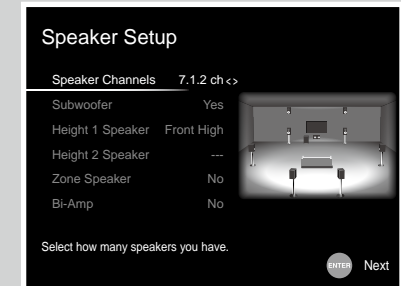 Speaker Setup
Speaker Channels 7.1.2 ch <>
Subwoofer Yes
Height 1 Speaker Front High
Height 2 Speaker ---
Zone Speaker No
Bi-Amp No
Select how many speakers you have.
ENTER Next